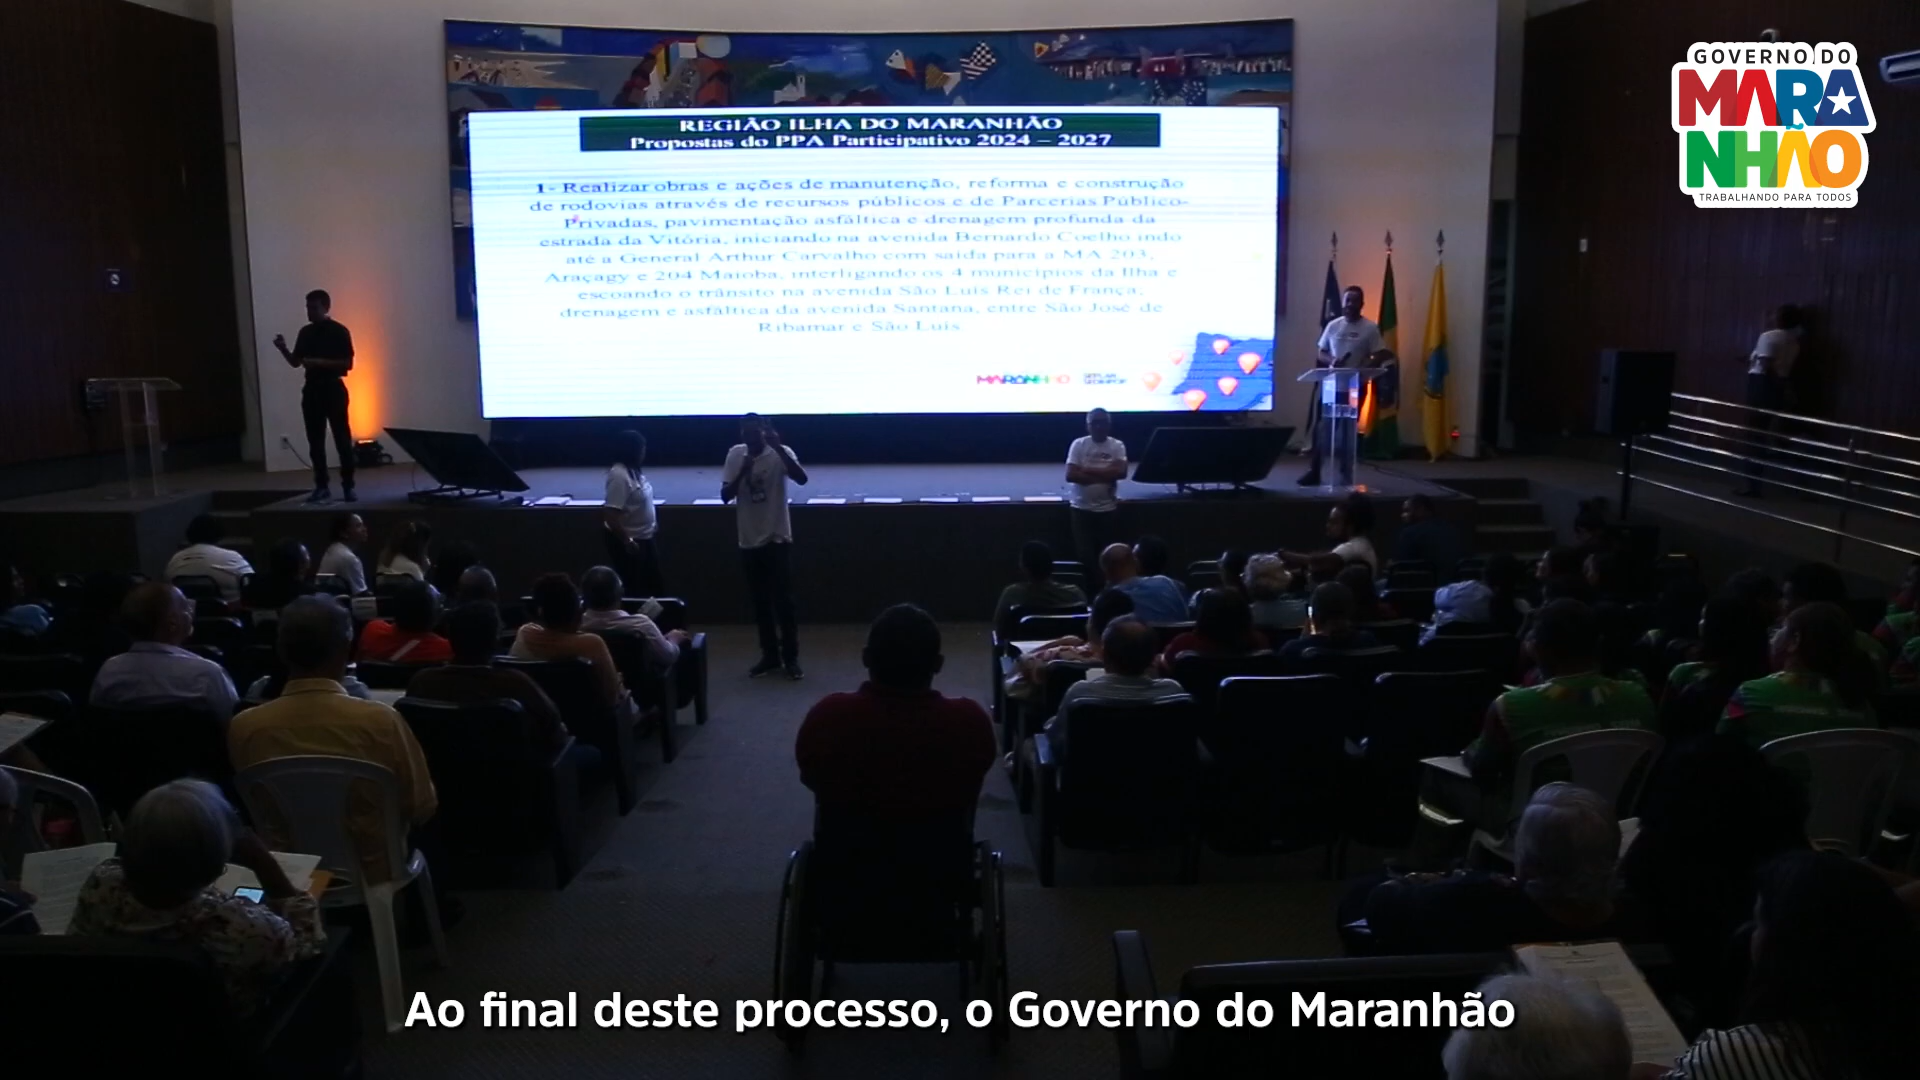 GOVERNO DO
MARA
NHÃO
TRABALHANDO PARA TODOS
REGIÃO ILHA DO MARANHÃO
Propostas do PPA Participativo 2024 – 2027
1- Realizar obras e ações de manutenção, reforma e construção
de rodovias através de recursos públicos e de Parcerias Público-
Privadas, pavimentação asfáltica e drenagem profunda da
estrada da Vitória, iniciando na avenida Bernardo Coelho indo
até a General Arthur Carvalho com saída para a MA 203,
Araçagy e 204 Maioba, interligando os 4 municípios da Ilha e
escoando o trânsito na avenida São Luís Rei de França;
drenagem e asfáltica da avenida Santana, entre São José de
Ribamar e São Luís.
MARANHÃO
Ao final deste processo, o Governo do Maranhão